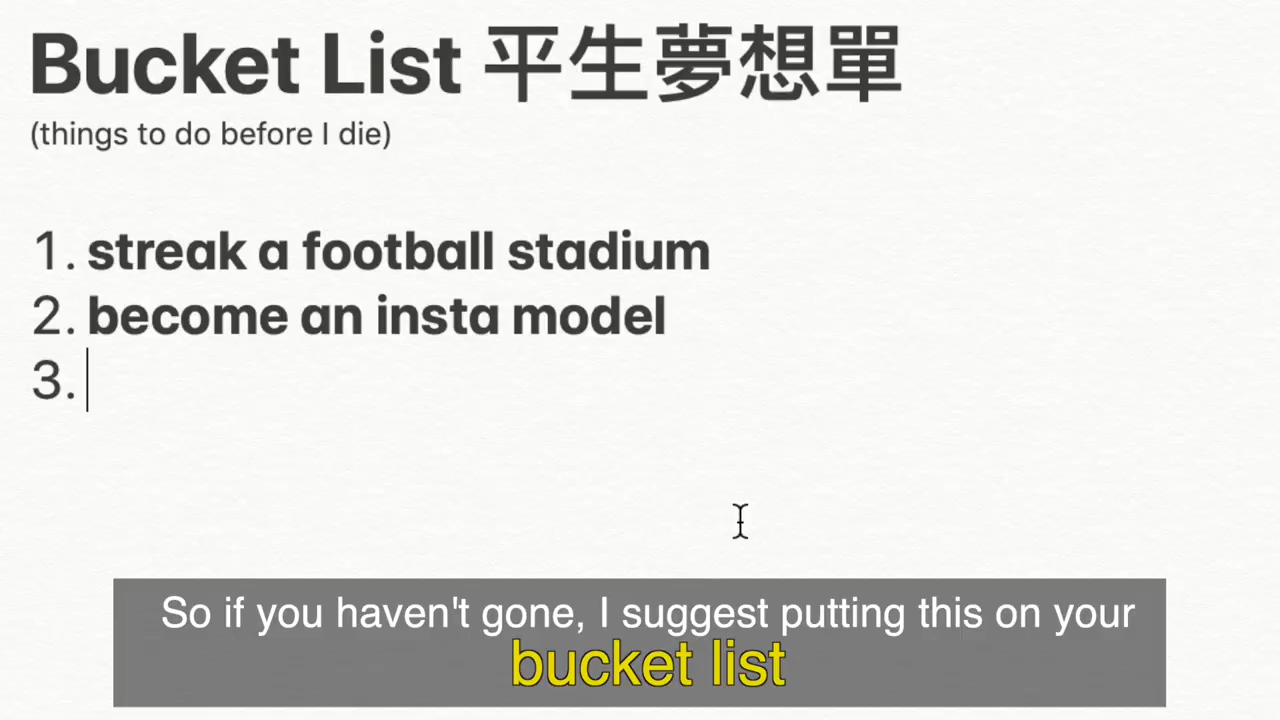 Bucket List 平生夢想單
(things to do before I die)
1. streak a football stadium
2. become an insta model
3.
So if you haven't gone, I suggest putting this on your
bucket list